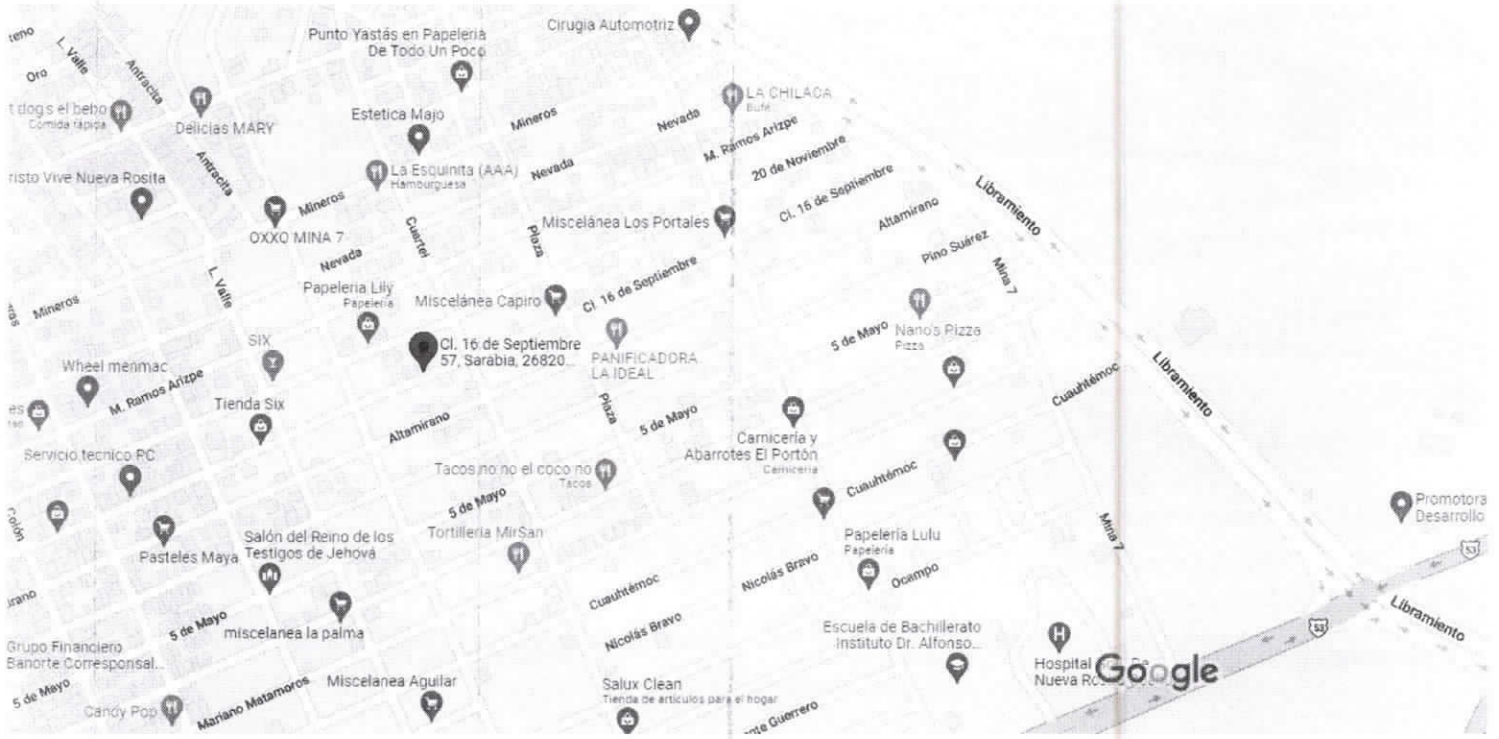 Cirugia Automotriz
Punto Yastás en Papeleria
De Todo Un Poco
L. Valle
Oro
Antracita
t dogs el bebo
Comida rápida
Delicias MARY
Estetica Majo
Mineros
Nevada
LA CHILACA
Bufé
M. Ramos Arizpe
20 de Noviembre
Antracita
La Esquinita (AAA)
Hamburguesa
Nevada
Cl. 16 de Septiembre
Libramiento
risto Vive Nueva Rosita
Mineros
OXXO MINA 7
Cuartel
Plaza
Miscelánea Los Portales
Altamirano
Pino Suárez
Nevada
Cl. 16 de Septiembre
Mina 7
L. Valle
Mineros
Papeleria Lily
Papelería
Miscelánea Capiro
5 de Mayo
Nano's Pizza
Pizza
SIX
Cl. 16 de Septiembre
57, Sarabia, 26820...
PANIFICADORA
LA IDEAL
Wheel menmac
M. Ramos Arizpe
Cuauhtémoc
Libramiento
Tienda Six
Altamirano
Plaza
5 de Mayo
Carnicería y
Abarrotes El Portón
Carnicería
Servicio tecnico PC
Tacos no no el coco no
Tacos
Cuauhtémoc
5 de Mayo
Colón
Pasteles Maya
Salón del Reino de los
Testigos de Jehová
Tortilleria MirSan
Papelería Lulu
Papelería
Mina 7
Promotora
Desarrollo
53
Nicolás Bravo
Ocampo
irano
Cuauhtémoc
5 de Mayo
miscelanea la palma
Nicolás Bravo
Escuela de Bachillerato
Instituto Dr. Alfonso...
53
Libramiento
Grupo Financiero
Banorte Corresponsal...
Hospital
Nueva
Google
5 de Mayo
Candy Pop
Mariano Matamoros
Miscelanea Aguilar
Salux Clean
Tienda de artículos para el hogar
nte Guerrero